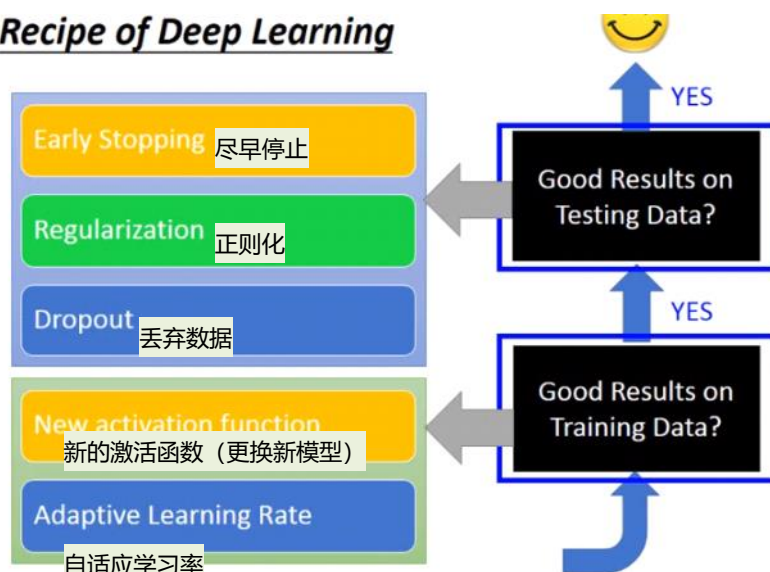 Recipe of Deep Learning
YES
Early Stopping 尽早停止
Good Results on
Testing Data?
Regularization 正则化
Dropout 丢弃数据
YES
New activation function
新的激活函数（更换新模型）
Good Results on
Training Data?
Adaptive Learning Rate
自适应学习率